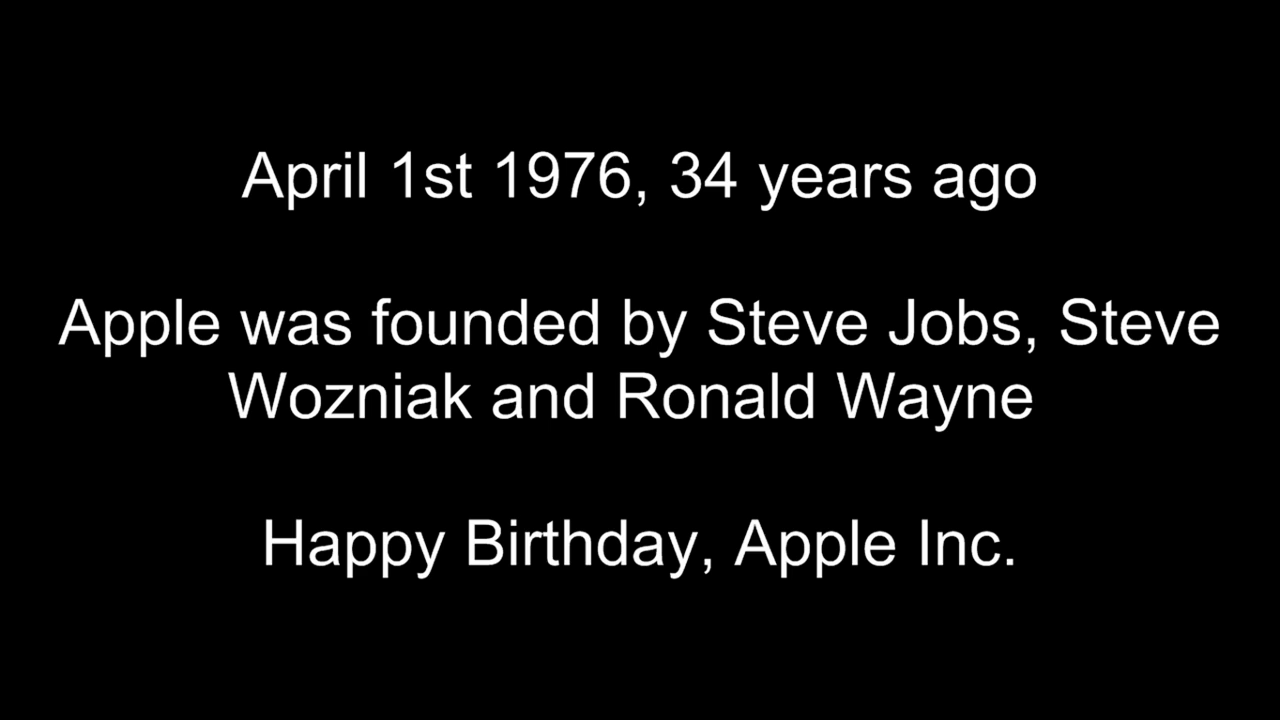 April 1st 1976, 34 years ago
Apple was founded by Steve Jobs, Steve
Wozniak and Ronald Wayne
Happy Birthday, Apple Inc.